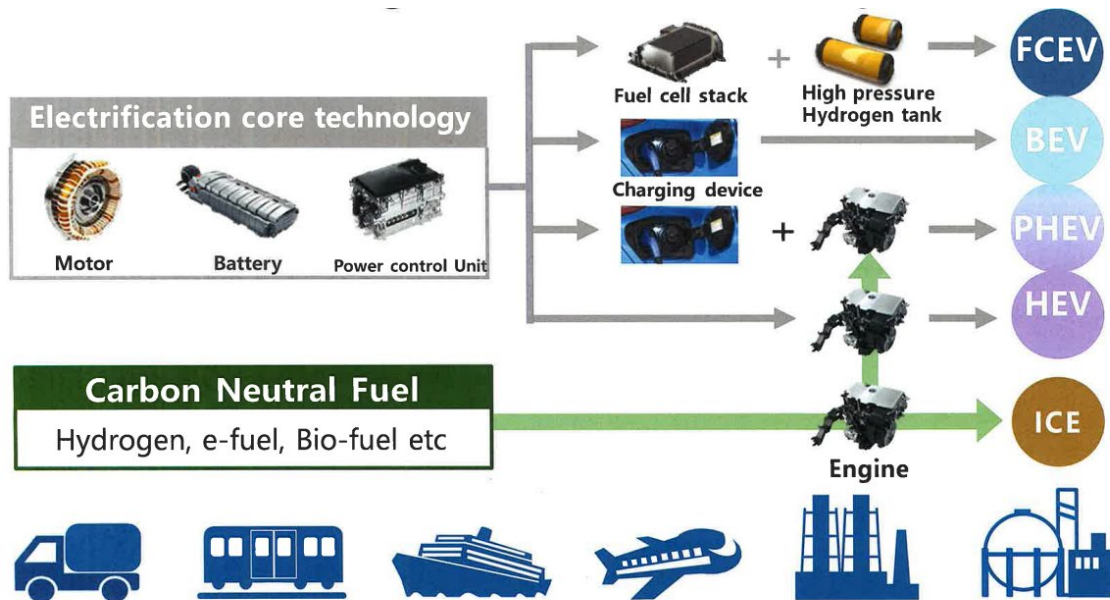 FCEV
Fuel cell stack
High pressure
Hydrogen tank
Electrification core technology
BEV
Charging device
PHEV
Motor
Battery
Power control Unit
HEV
Carbon Neutral Fuel
Hydrogen, e-fuel, Bio-fuel etc
ICE
Engine